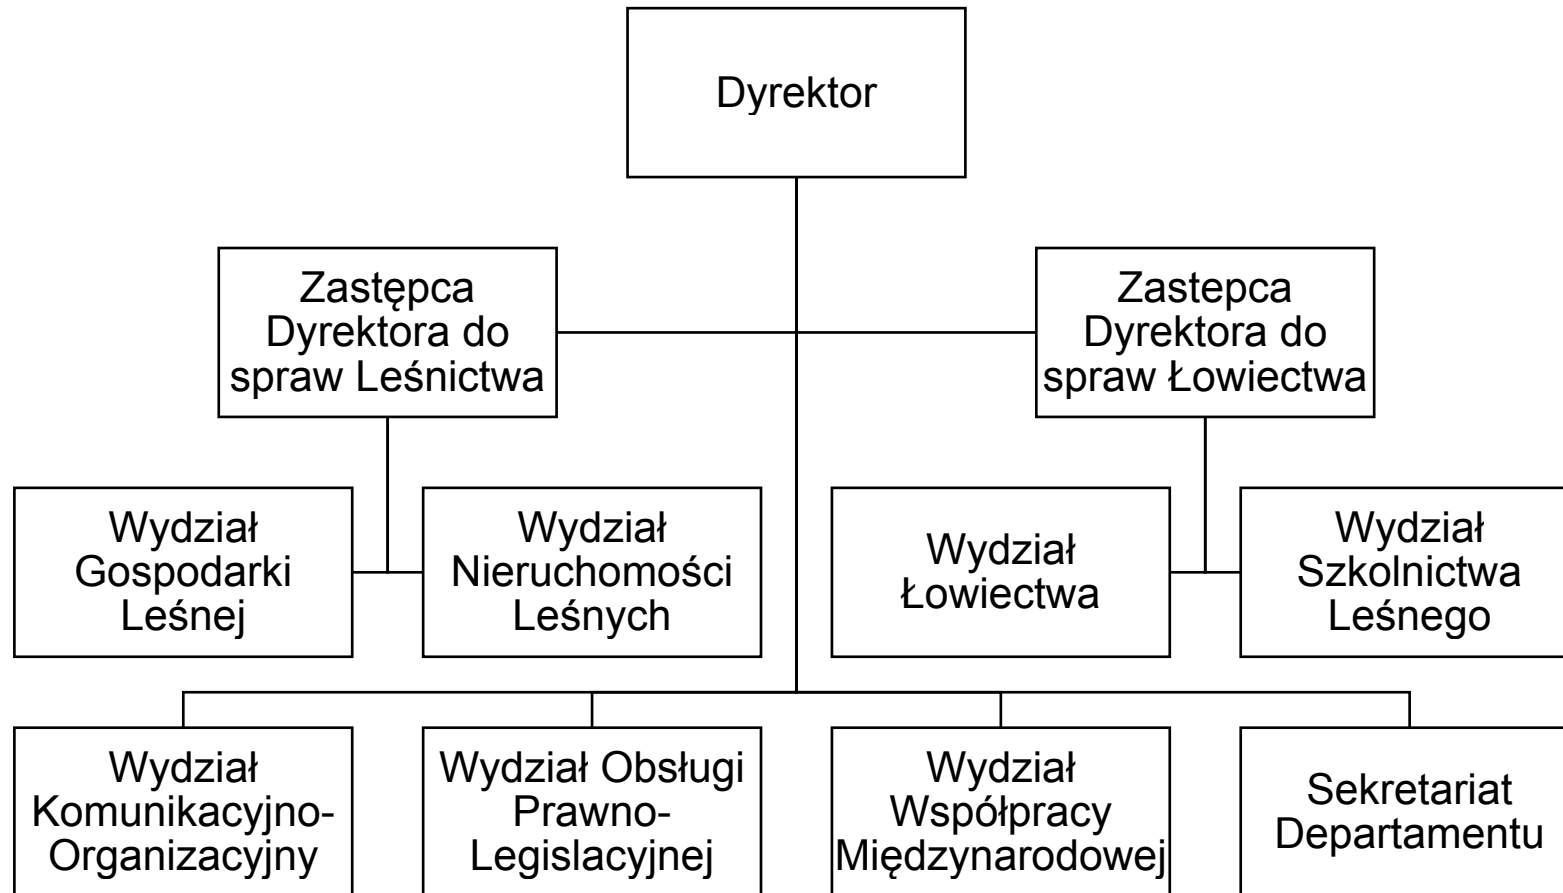 Dyrektor
Zastępca
Dyrektora do
spraw Leśnictwa
Zastepca
Dyrektora do
spraw Łowiectwa
Wydział
Gospodarki
Leśnej
Wydział
Nieruchomości
Leśnych
Wydział
Łowiectwa
Wydział
Szkolnictwa
Leśnego
Wydział
Komunikacyjno-
Organizacyjny
Wydział Obsługi
Prawno-
Legislacyjnej
Wydział
Współpracy
Międzynarodowej
Sekretariat
Departamentu